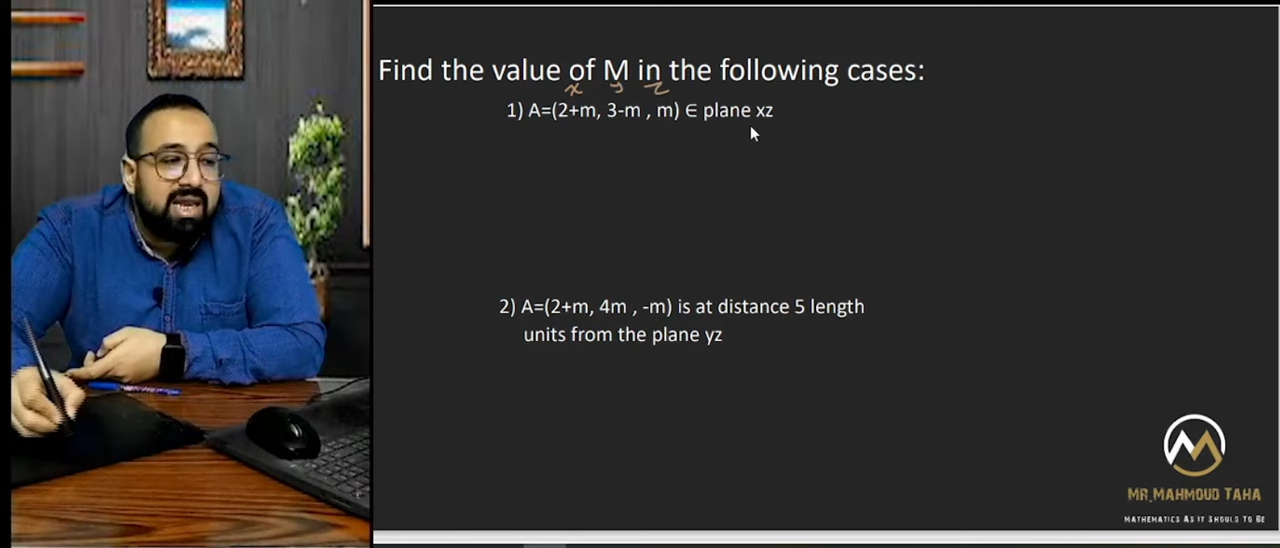 Find the value of M in the following cases:
x y z
1) A=(2+m, 3-m , m) ∈ plane xz
2) A=(2+m, 4m , -m) is at distance 5 length
units from the plane yz
MR.MAHMOUD TAHA
MATHEMATICS AS IT SHOULD TO BE